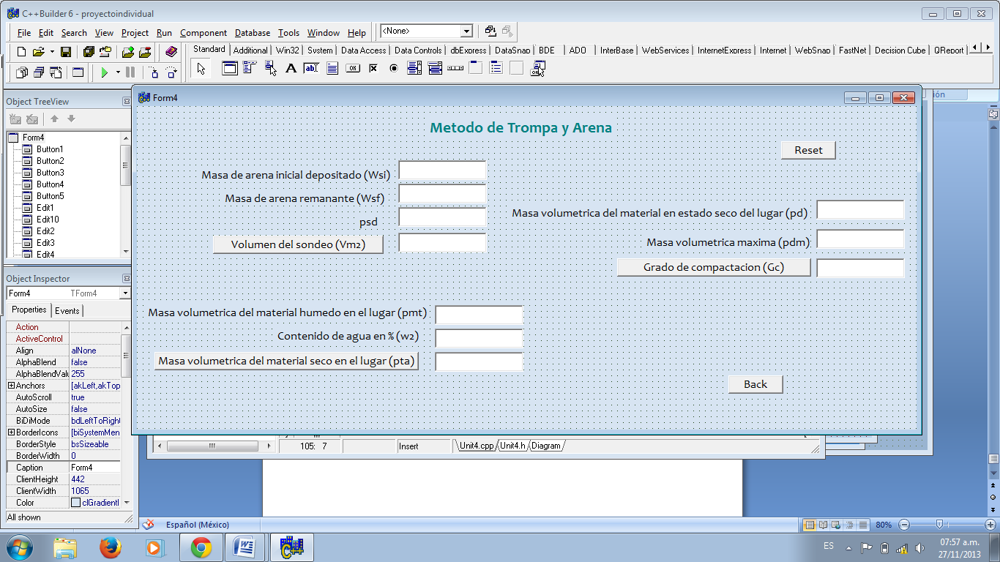 C++Builder 6 - proyectoindividual
File Edit Search View Project Run Component Database Tools Window Help
<None>
Standard Additional Win32 System Data Access Data Controls dbExpress DataSnap BDE ADO InterBase WebServices InternetExpress Internet WebSnap FastNet Decision Cube QReport
Object TreeView
Form4
Button1
Button2
Button3
Button4
Button5
Edit1
Edit10
Edit2
Edit3
Edit4
Object Inspector
Form4 TForm4
Properties Events
Action
ActiveControl
Align alNone
AlphaBlend false
AlphaBlendValu 255
Anchors [akLeft,akTop
AutoScroll true
AutoSize false
BiDiMode bdLeftToRight
BorderIcons [biSystemMen
BorderStyle bsSizeable
BorderWidth 0
Caption Form4
ClientHeight 442
ClientWidth 1065
Color clGradientI
All shown
Form4
ión
Metodo de Trompa y Arena
Reset
Masa de arena inicial depositado (Wsi)
Masa de arena remanante (Wsf)
psd
Volumen del sondeo (Vm2)
Masa volumetrica del material en estado seco del lugar (pd)
Masa volumetrica maxima (pdm)
Grado de compactacion (Gc)
Masa volumetrica del material humedo en el lugar (pmt)
Contenido de agua en % (w2)
Masa volumetrica del material seco en el lugar (pta)
Back
105: 7 Insert Unit4.cpp Unit4.h Diagram
Español (México) 80%
ES 07:57 a.m.
27/11/2013